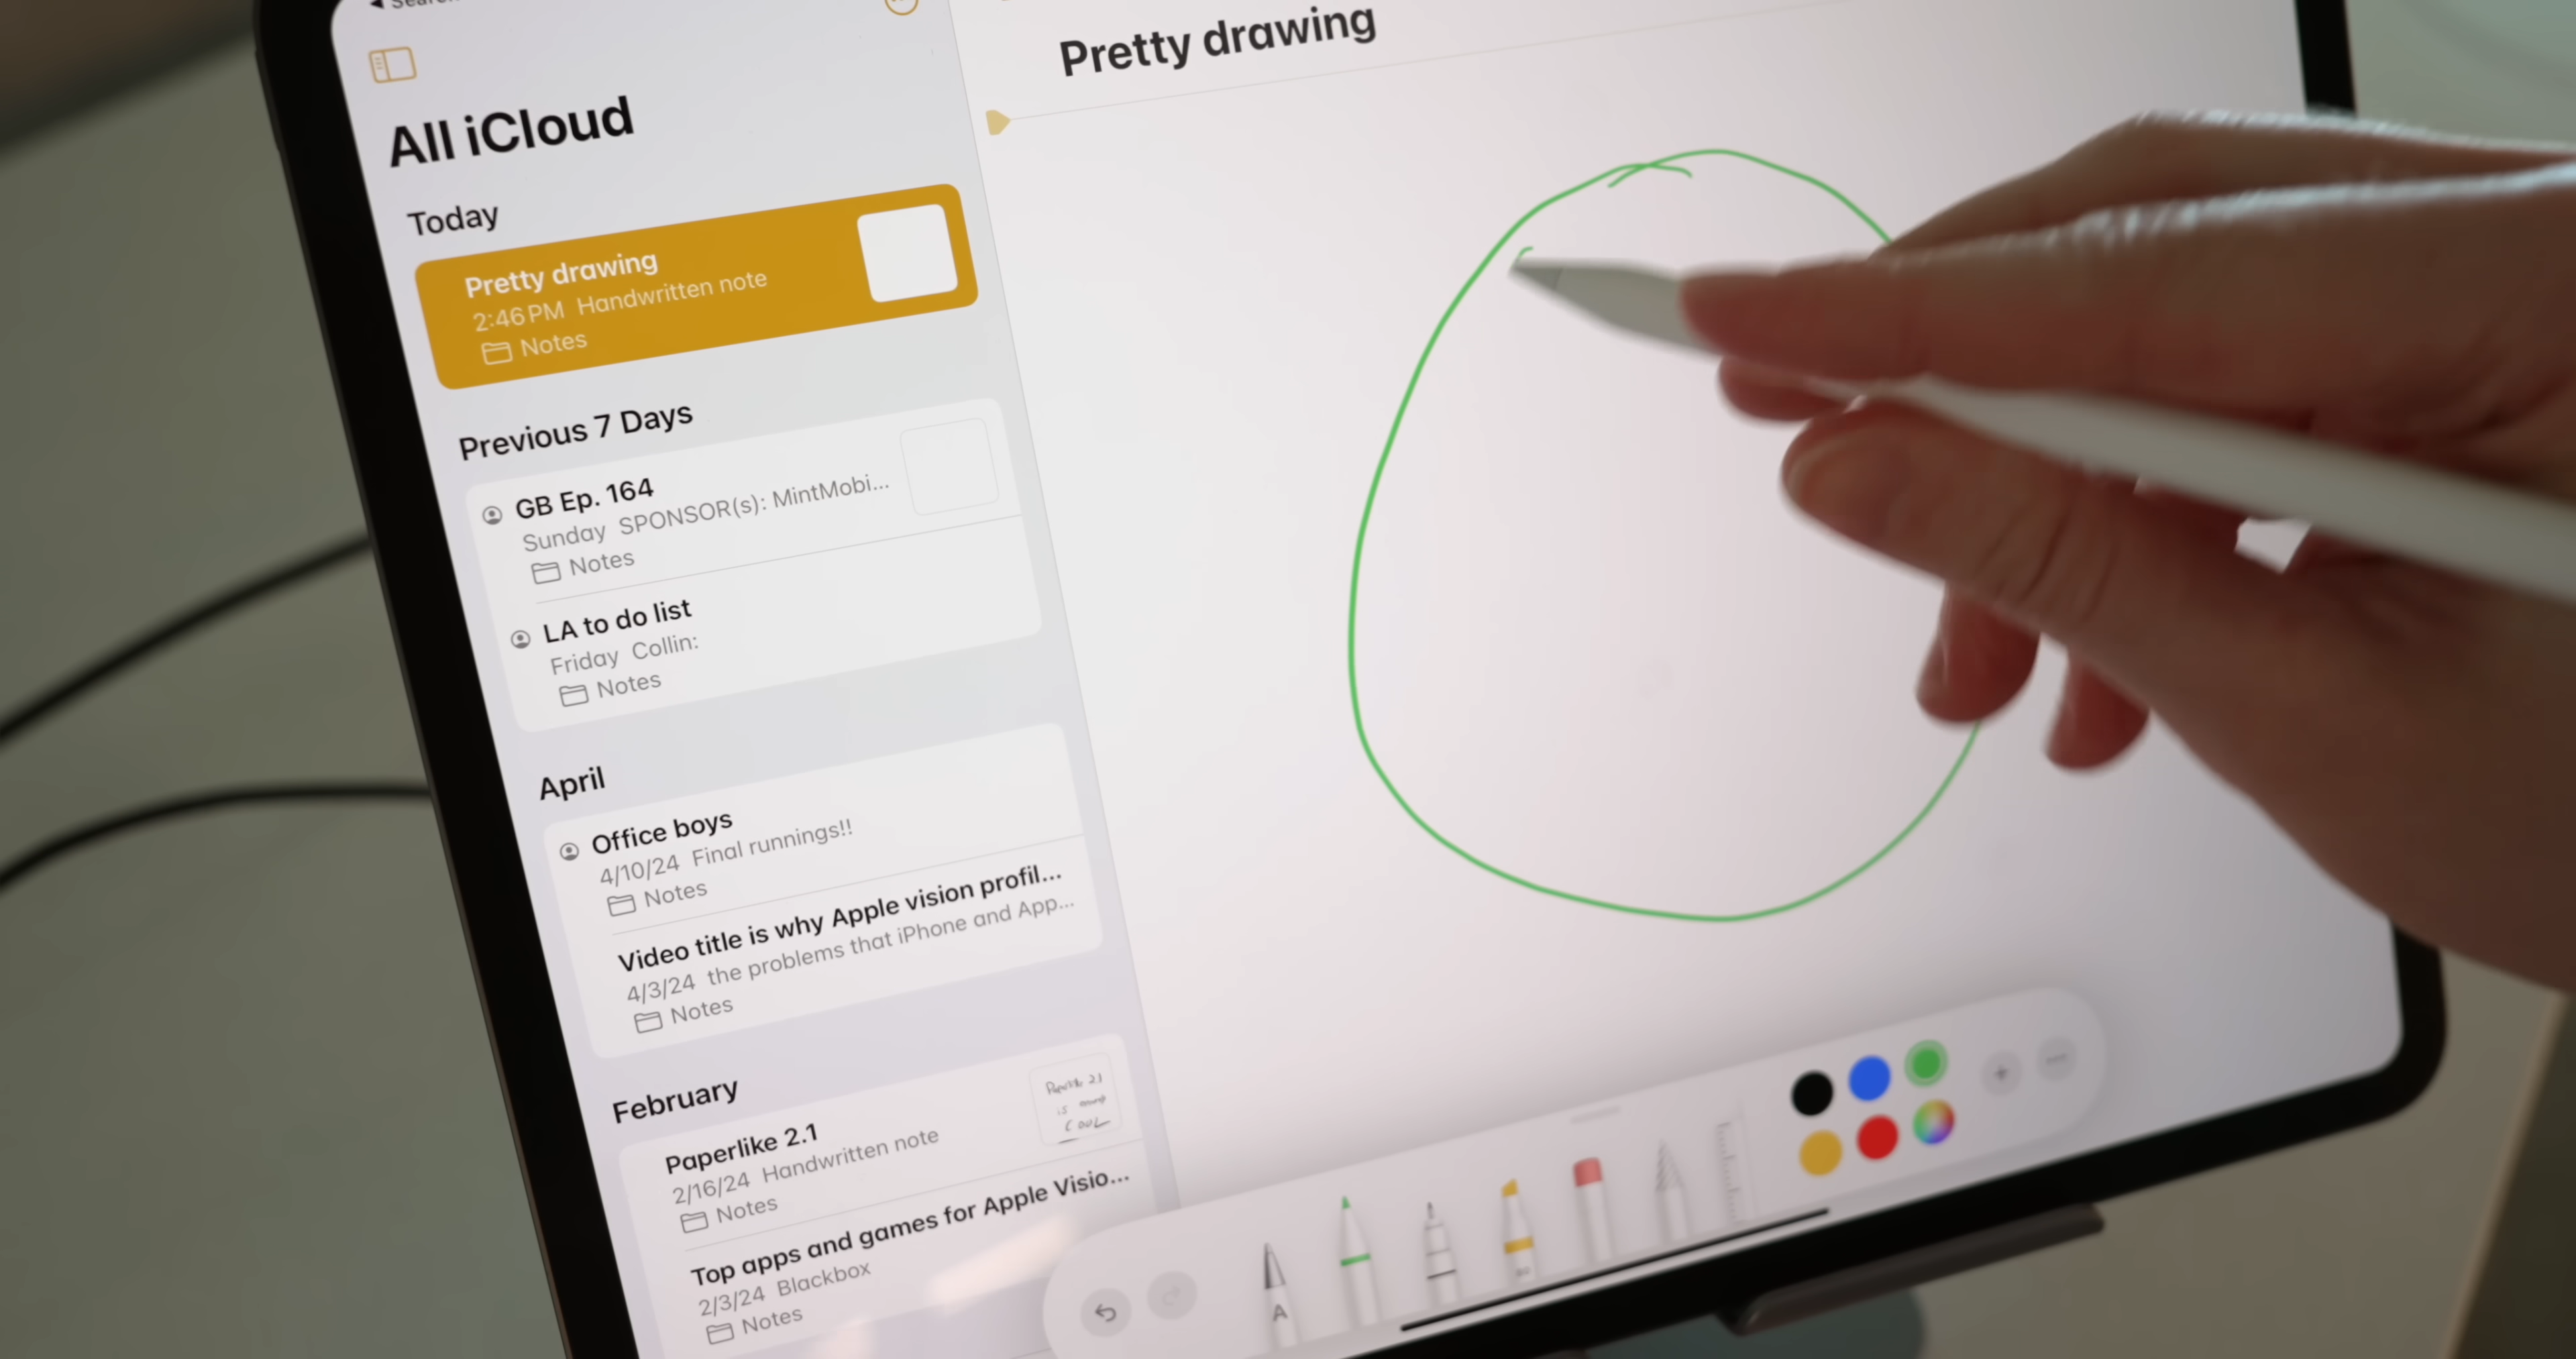 All iCloud
Today
Pretty drawing
2:46 PM Handwritten note
Notes
Previous 7 Days
GB Ep. 164
Sunday SPONSOR(s): MintMobi...
Notes
LA to do list
Friday Collin:
Notes
April
Office boys
4/10/24 Final runnings!!
Notes
Video title is why Apple vision profil...
4/3/24 the problems that iPhone and App...
Notes
February
Paperlike 2.1
2/16/24 Handwritten note
Notes
Top apps and games for Apple Visio...
2/3/24 Blackbox
Notes
Pretty drawing
A